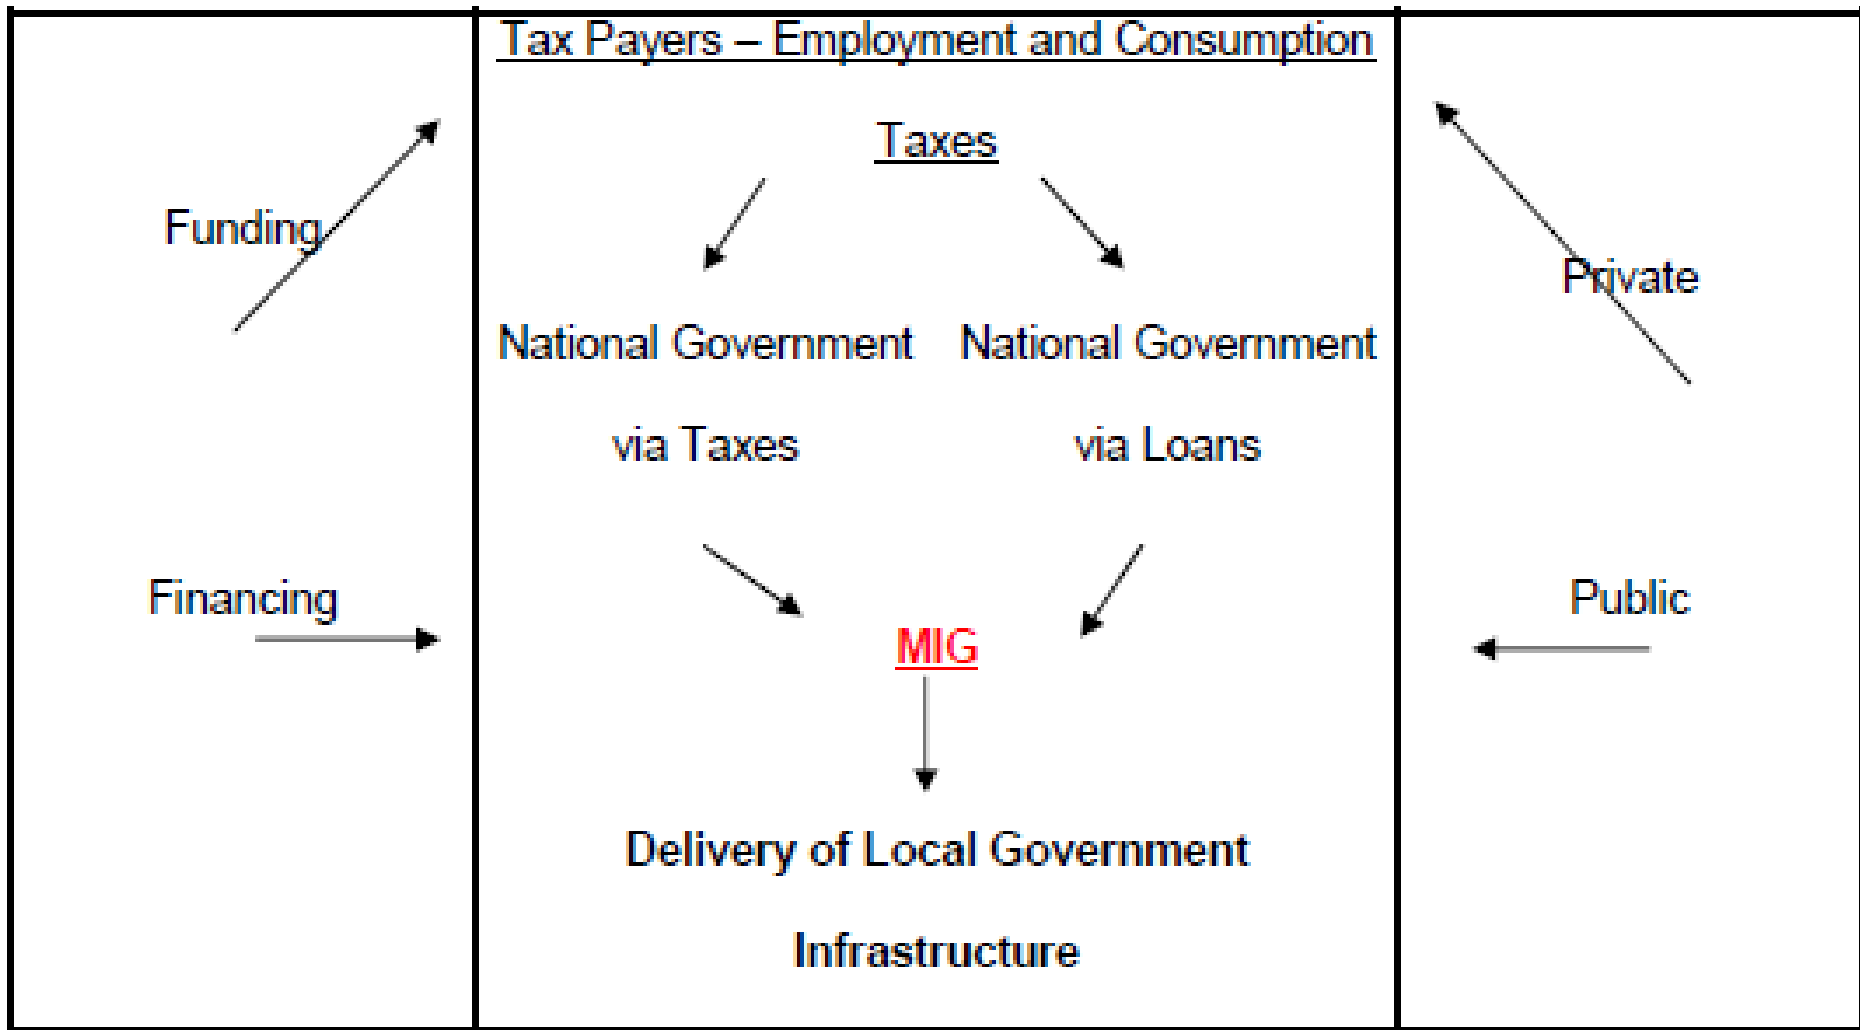 Tax Payers – Employment and Consumption
Taxes
Funding
Private
National Government
National Government
via Taxes
via Loans
Financing
Public
MIG
Delivery of Local Government
Infrastructure